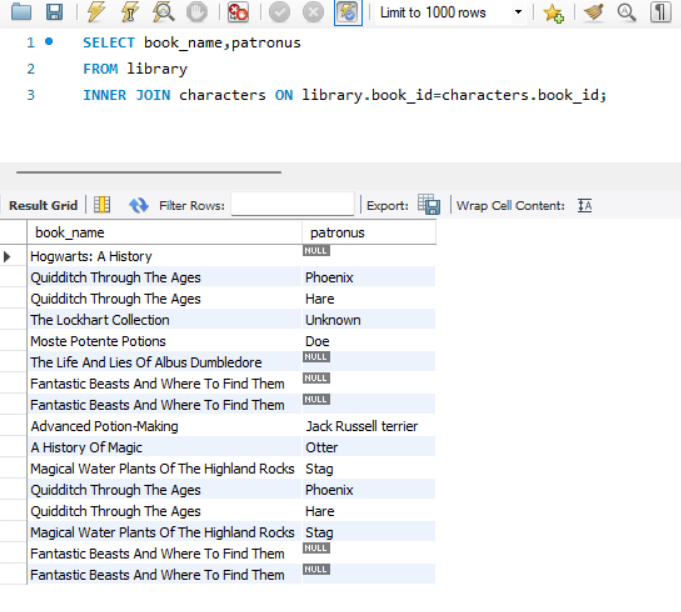 Limit to 1000 rows
1 SELECT book_name,patronus
2 FROM library
3 INNER JOIN characters ON library.book_id=characters.book_id;
Result Grid Filter Rows: Export: Wrap Cell Content: IA
book_name patronus
Hogwarts: A History NULL
Quidditch Through The Ages Phoenix
Quidditch Through The Ages Hare
The Lockhart Collection Unknown
Moste Potente Potions Doe
The Life And Lies Of Albus Dumbledore NULL
Fantastic Beasts And Where To Find Them NULL
Fantastic Beasts And Where To Find Them NULL
Advanced Potion-Making Jack Russell terrier
A History Of Magic Otter
Magical Water Plants Of The Highland Rocks Stag
Quidditch Through The Ages Phoenix
Quidditch Through The Ages Hare
Magical Water Plants Of The Highland Rocks Stag
Fantastic Beasts And Where To Find Them NULL
Fantastic Beasts And Where To Find Them NULL